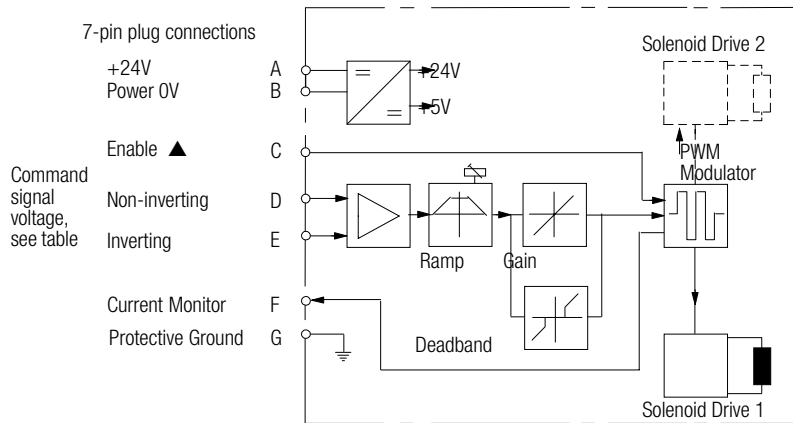 7-pin plug connections
+24V A
Power 0V B
+24V
+5V
Solenoid Drive 2
Enable ▲ C
PWM
Modulator
Command
signal
voltage,
see table
Non-inverting D
Inverting E
Ramp
Gain
Current Monitor F
Protective Ground G
Deadband
Solenoid Drive 1